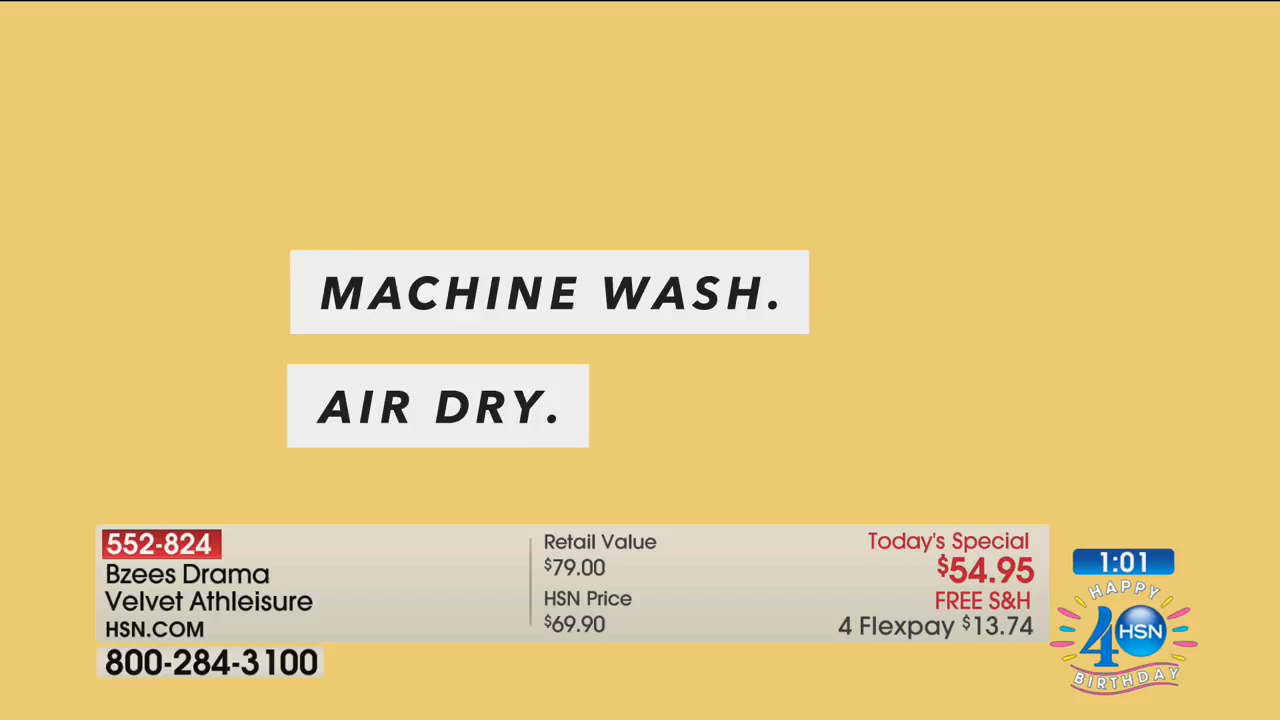 MACHINE WASH.
AIR DRY.
552-824
Bzees Drama
Velvet Athleisure
HSN.COM
800-284-3100
Retail Value
$79.00
HSN Price
$69.90
Today's Special
$54.95
FREE S&H
4 Flexpay $13.74
1:01
HAPPY
40 HSN
BIRTHDAY